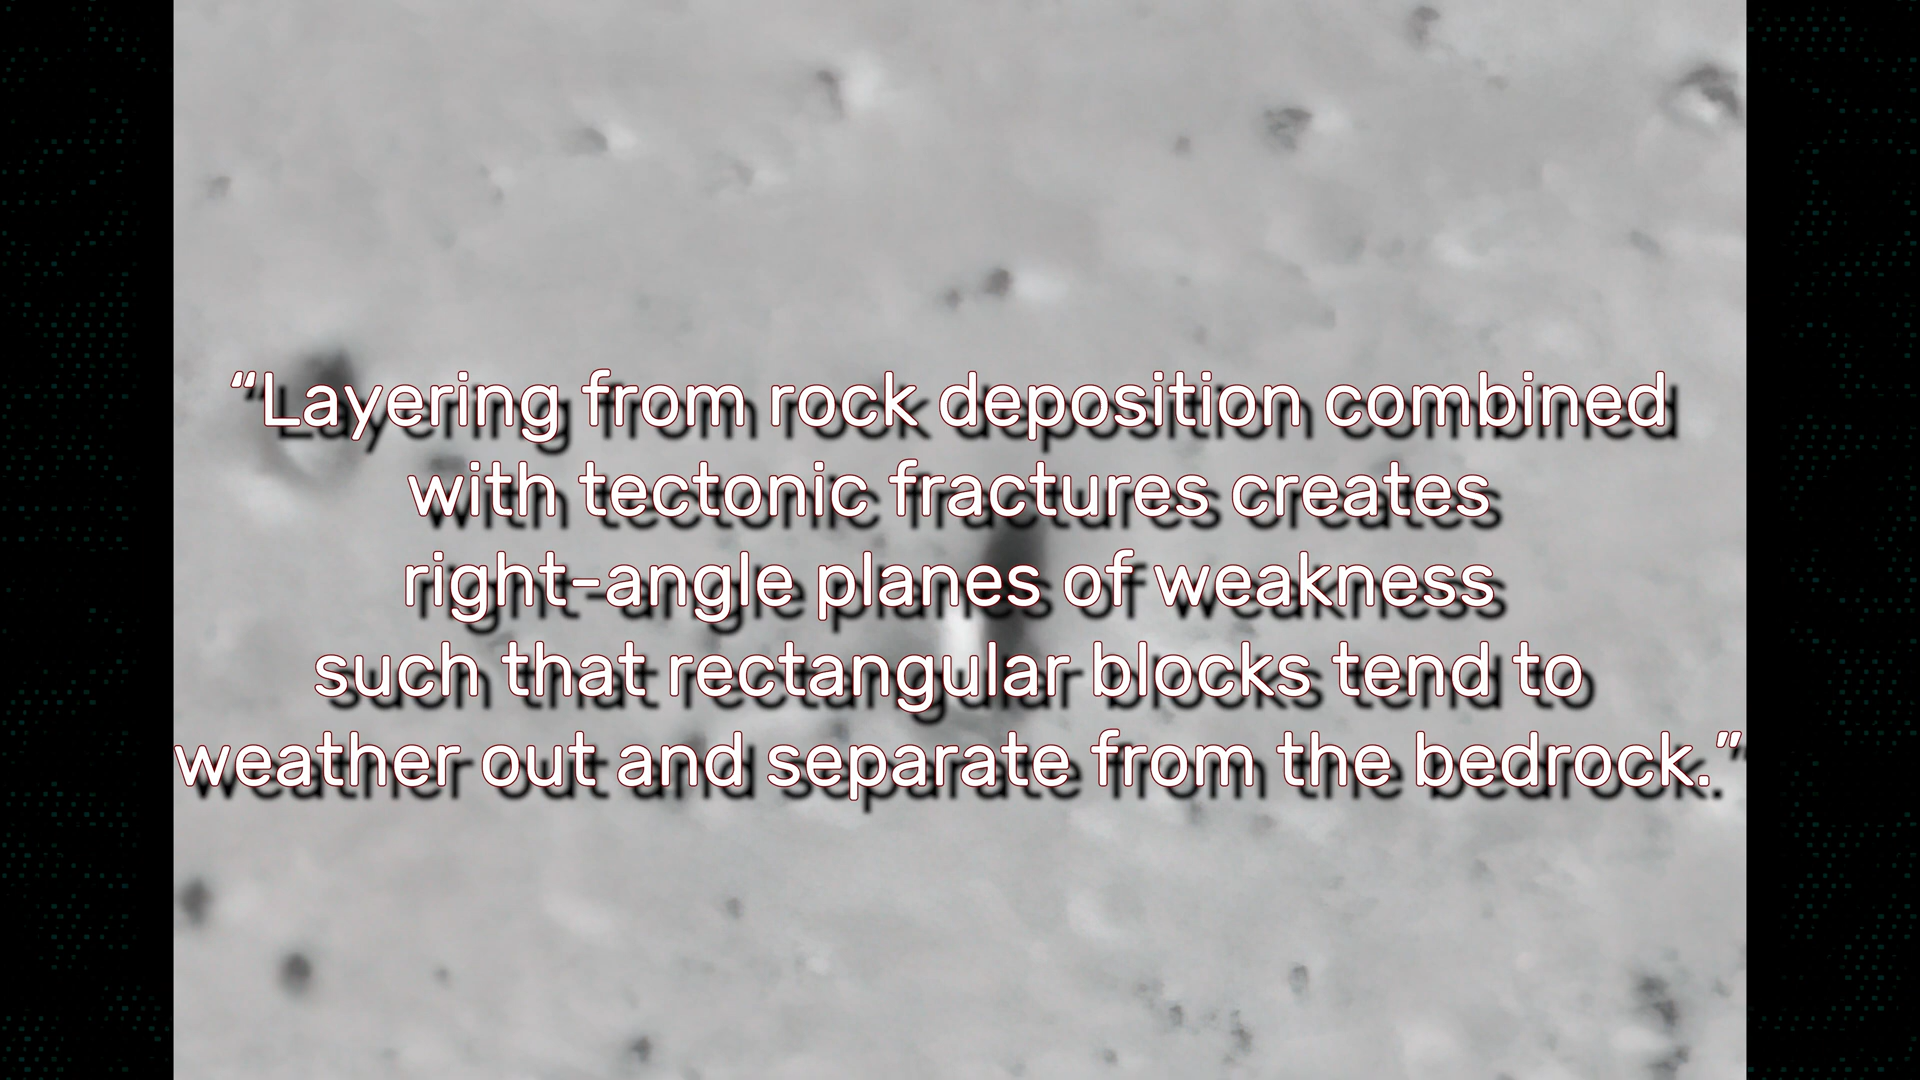 “Layering from rock deposition combined
with tectonic fractures creates
right-angle planes of weakness
such that rectangular blocks tend to
weather out and separate from the bedrock.”